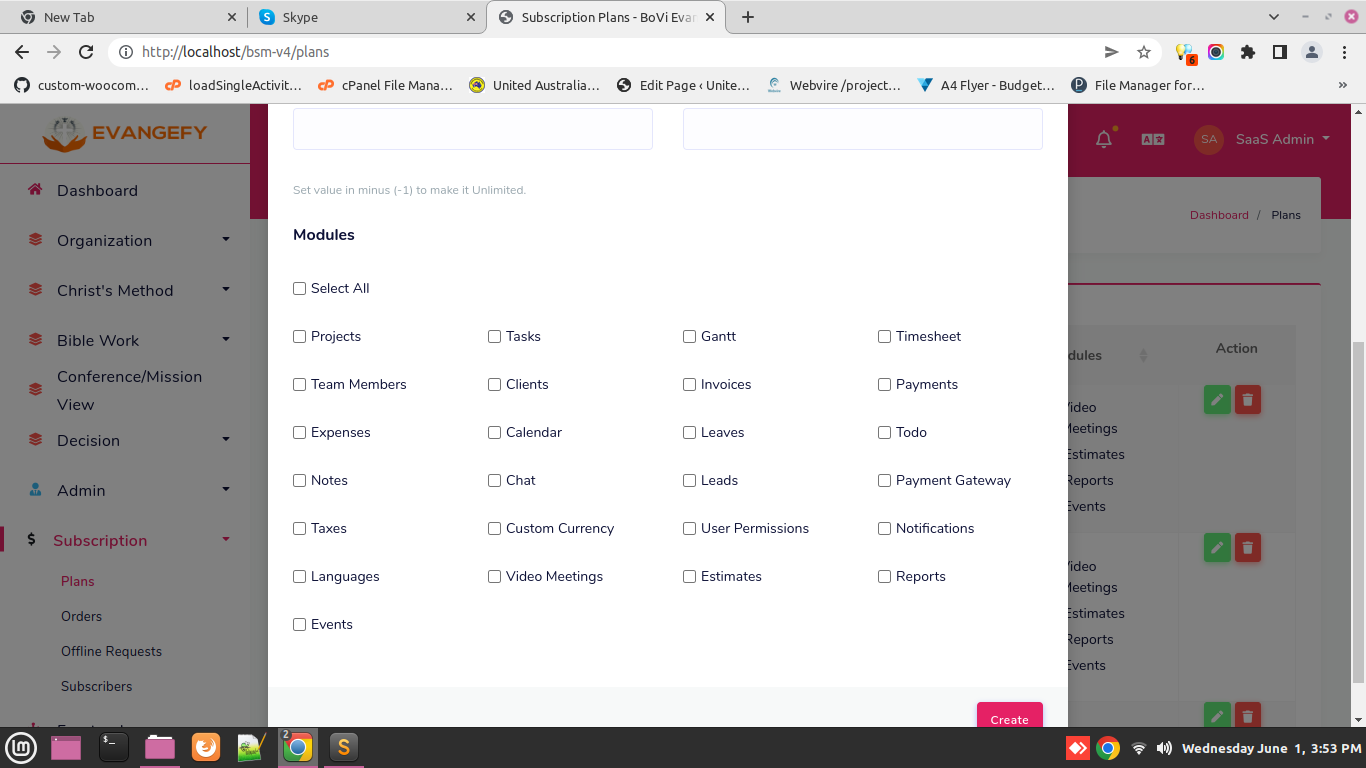 New Tab
Skype
Subscription Plans - BoVi Evan
http://localhost/bsm-v4/plans
6
custom-woocom…
loadSingleActivit…
cPanel File Mana…
United Australia…
Edit Page ‹ Unite…
Webvire /project…
A4 Flyer - Budget…
File Manager for…
»
EVANGEFY
SA
SaaS Admin
Dashboard / Plans
Dashboard
Organization
Christ's Method
Bible Work
Conference/Mission
View
Decision
Admin
$ Subscription
Plans
Orders
Offline Requests
Subscribers
Set value in minus (-1) to make it Unlimited.
Modules
Select All
Projects
Tasks
Gantt
Timesheet
Team Members
Clients
Invoices
Payments
Expenses
Calendar
Leaves
Todo
Notes
Chat
Leads
Payment Gateway
Taxes
Custom Currency
User Permissions
Notifications
Languages
Video Meetings
Estimates
Reports
Events
Create
dules
Action
Video
Meetings
Estimates
Reports
Events
Video
Meetings
Estimates
Reports
Events
2
S
Wednesday June 1, 3:53 PM